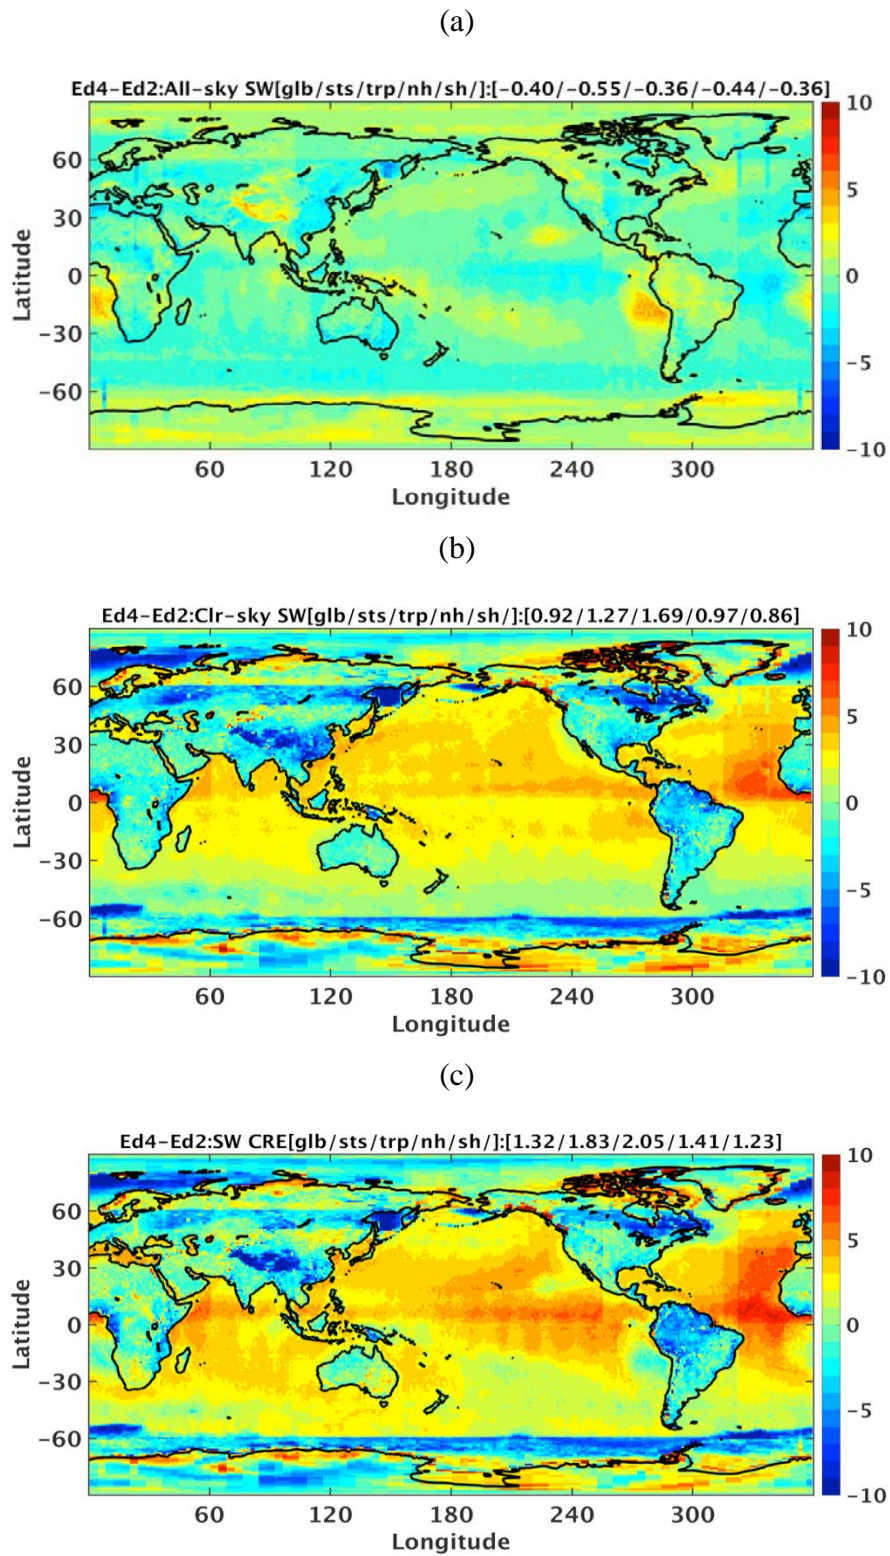 (a)
Ed4-Ed2:All-sky SW[glb/sts/trp/nh/sh/]:[-0.40/-0.55/-0.36/-0.44/-0.36]
10
5
0
-5
-10
60
30
0
-30
-60
Latitude
60 120 180 240 300
Longitude
(b)
Ed4-Ed2:Clr-sky SW[glb/sts/trp/nh/sh/]:[0.92/1.27/1.69/0.97/0.86]
10
5
0
-5
-10
60
30
0
-30
-60
Latitude
60 120 180 240 300
Longitude
(c)
Ed4-Ed2:SW CRE[glb/sts/trp/nh/sh/]:[1.32/1.83/2.05/1.41/1.23]
10
5
0
-5
-10
60
30
0
-30
-60
Latitude
60 120 180 240 300
Longitude